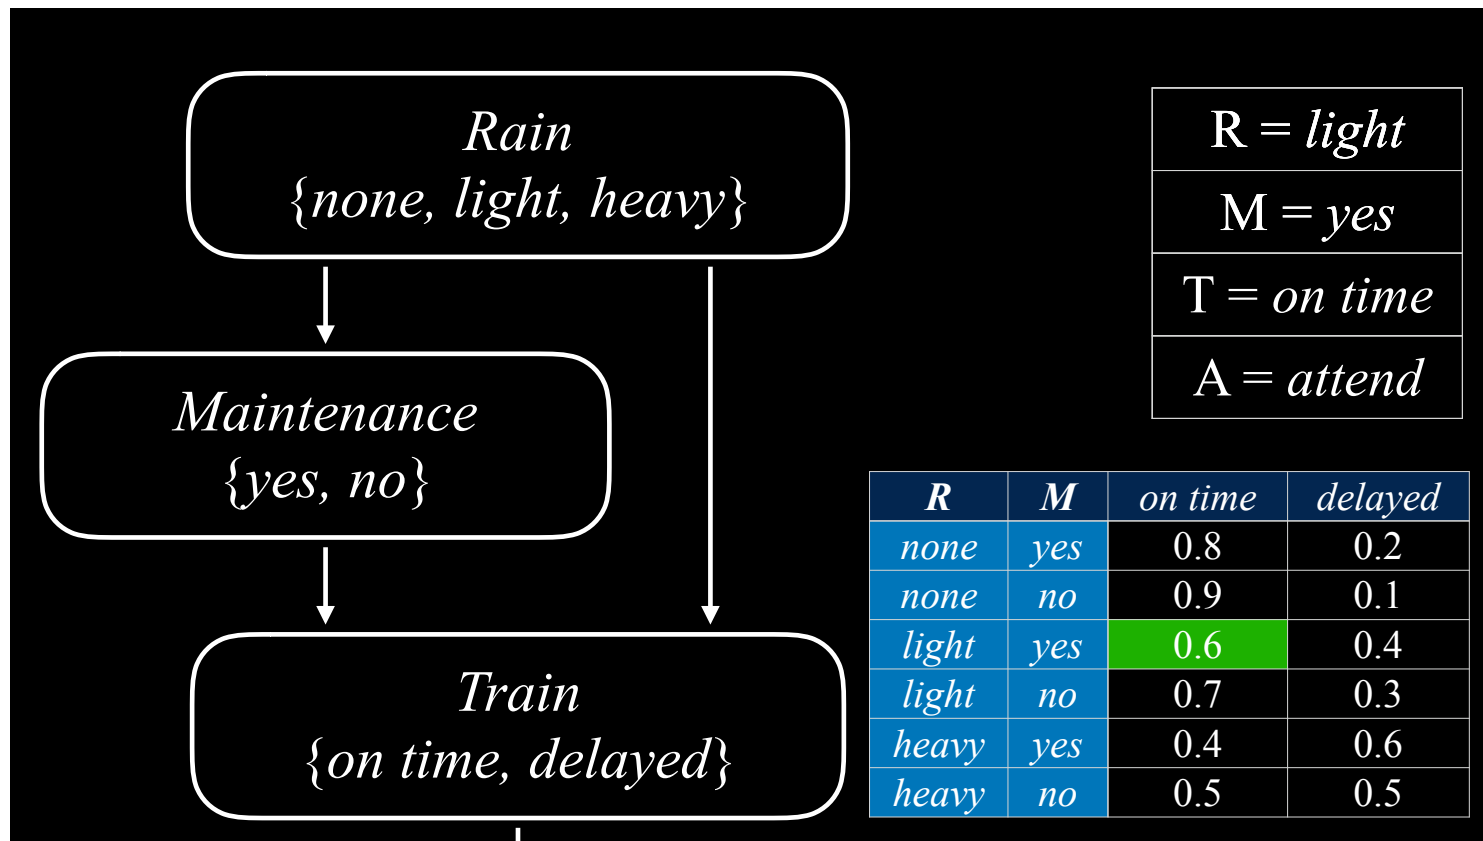 Rain
{none, light, heavy}
Maintenance
{yes, no}
Train
{on time, delayed}
R = light
M = yes
T = on time
A = attend
R M on time delayed
none yes 0.8 0.2
none no 0.9 0.1
light yes 0.6 0.4
light no 0.7 0.3
heavy yes 0.4 0.6
heavy no 0.5 0.5